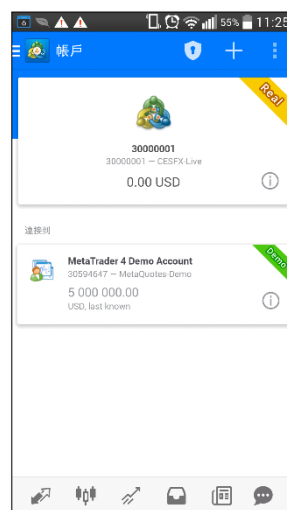 55% 11:25
帳戶
Real
30000001
30000001 — CESFX-Live
0.00 USD
連接到
Demo
MetaTrader 4 Demo Account
30594647 — MetaQuotes-Demo
5 000 000.00
USD, last known